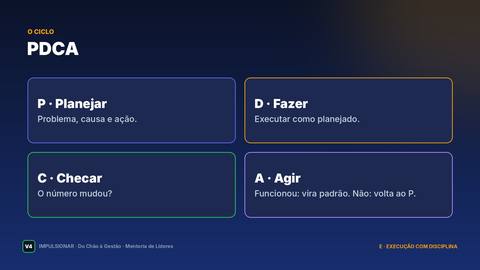 O CICLO
PDCA
P · Planejar
Problema, causa e ação.
D · Fazer
Executar como planejado.
C · Checar
O número mudou?
A · Agir
Funcionou: vira padrão. Não: volta ao P.
V4 IMPULSIONAR · Do Chão à Gestão · Mentoria de Líderes
E · EXECUÇÃO COM DISCIPLINA